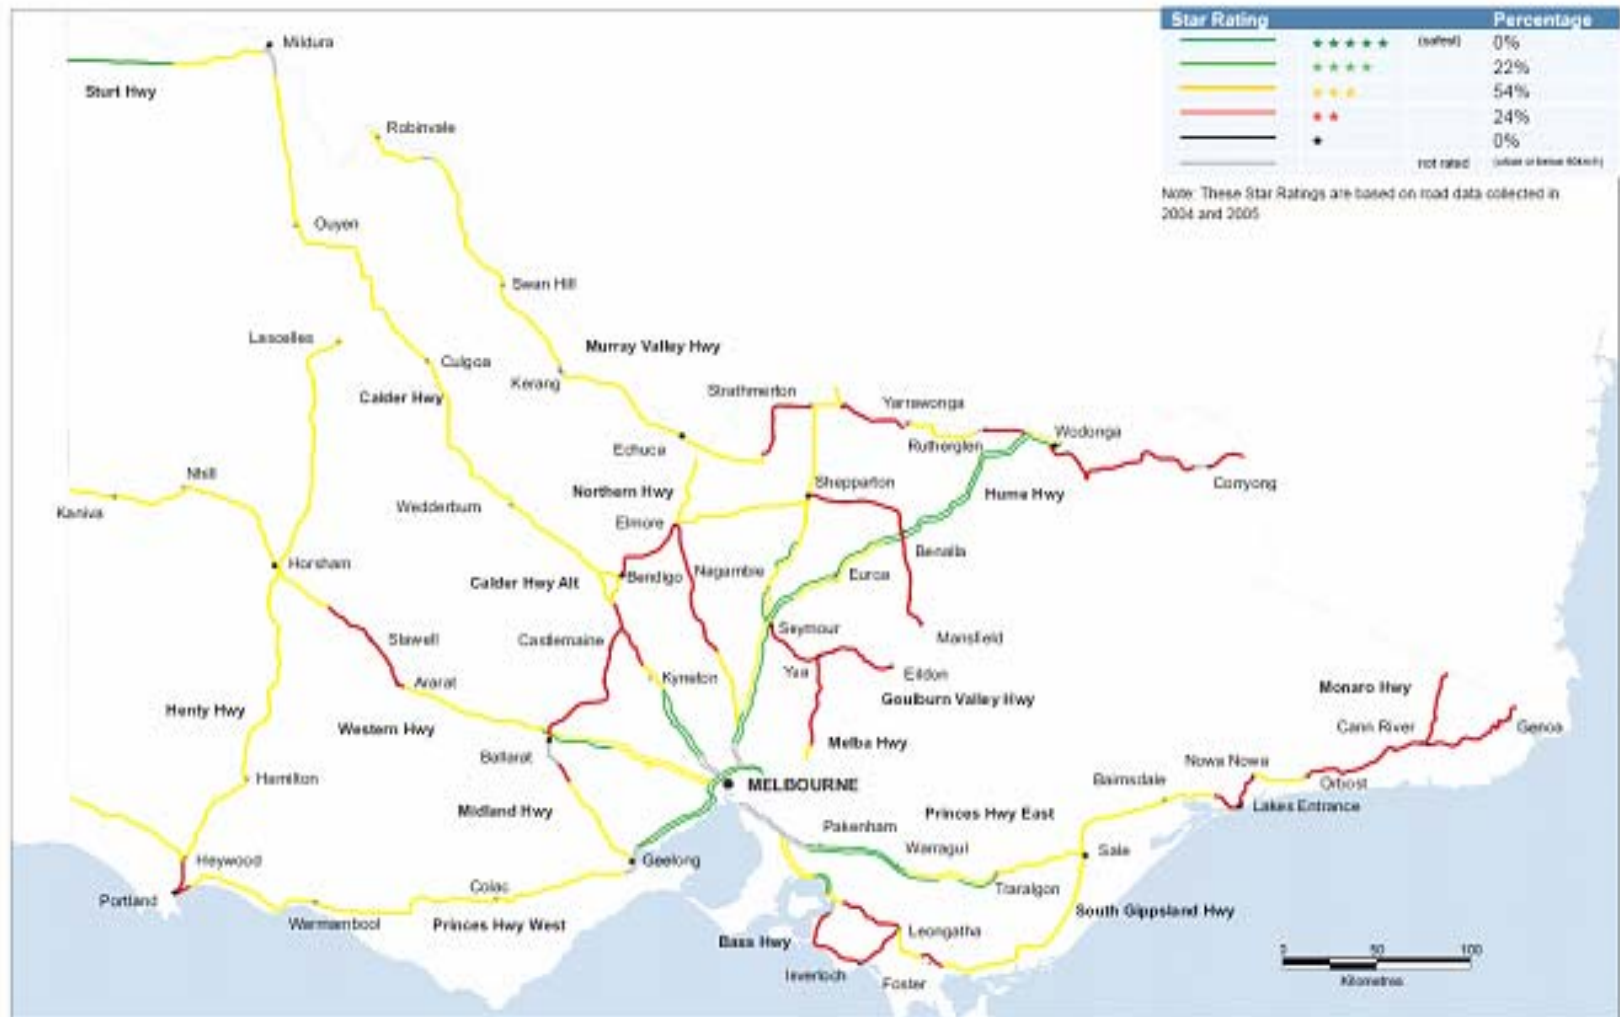 Star Rating Percentage
(safest) 0%
22%
54%
24%
0%
not rated
Note: These Star Ratings are based on road data collected in
2004 and 2005
Mildura
Sturt Hwy
Robinvale
Ouyen
Swan Hill
Lascelles
Murray Valley Hwy
Culgoa
Kerang
Calder Hwy
Strathmerton
Yarrawonga
Wodonga
Echuca
Rutherglen
Nhill
Shepparton
Corryong
Northern Hwy
Hume Hwy
Kaniva
Wedderburn
Elmore
Benalla
Horsham
Calder Hwy Alt
Bendigo
Nagambie
Euroa
Seymour
Stawell
Castlemaine
Mansfield
Ararat
Kyneton
Yea
Eildon
Goulburn Valley Hwy
Monaro Hwy
Henty Hwy
Western Hwy
Cann River
Genoa
Melba Hwy
Ballarat
Nowa Nowa
Hamilton
MELBOURNE
Bairnsdale
Orbost
Midland Hwy
Princes Hwy East
Lakes Entrance
Pakenham
Warragul
Heywood
Geelong
Sale
Colac
Traralgon
Portland
Warrnambool
Princes Hwy West
South Gippsland Hwy
Bass Hwy
Leongatha
Inverloch
Foster
0 50 100
Kilometres